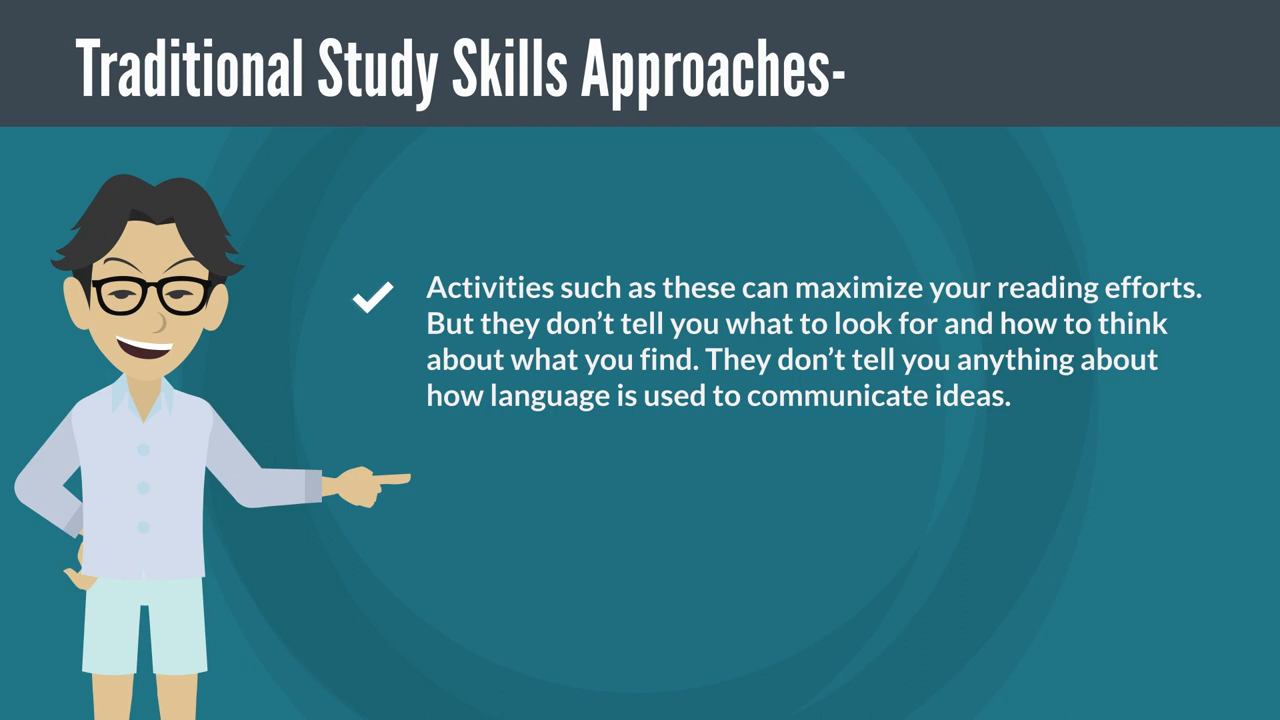 Traditional Study Skills Approaches-
Activities such as these can maximize your reading efforts.
But they don’t tell you what to look for and how to think
about what you find. They don’t tell you anything about
how language is used to communicate ideas.